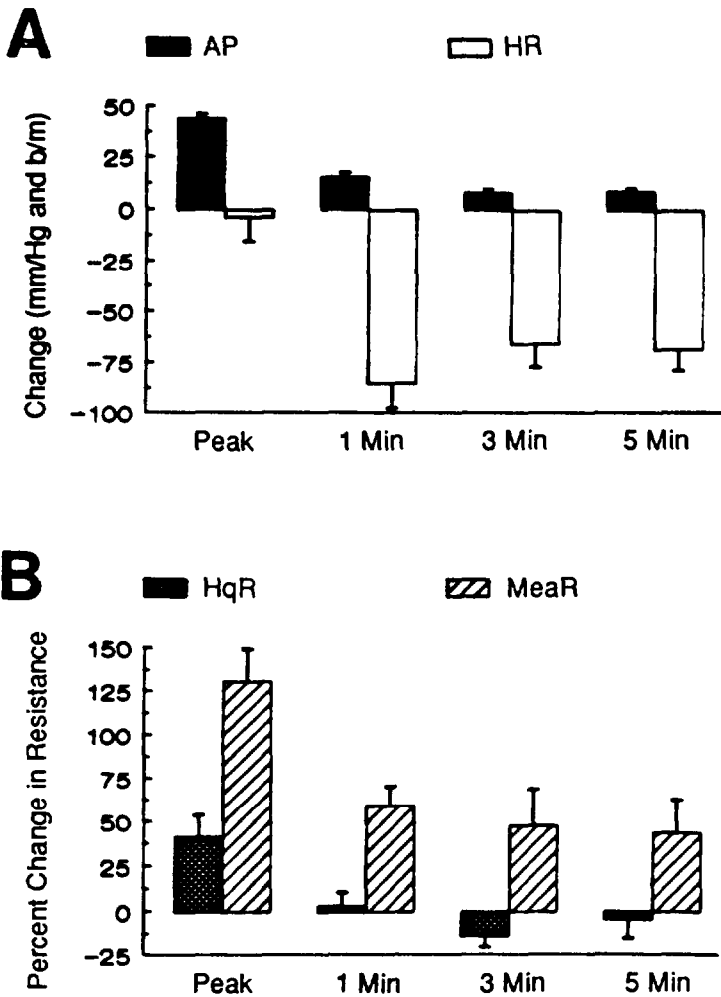 A
AP HR
Change (mm/Hg and b/m)
50
25
0
-25
-50
-75
-100
Peak 1 Min 3 Min 5 Min
B
HqR MeaR
Percent Change in Resistance
150
125
100
75
50
25
0
-25
Peak 1 Min 3 Min 5 Min